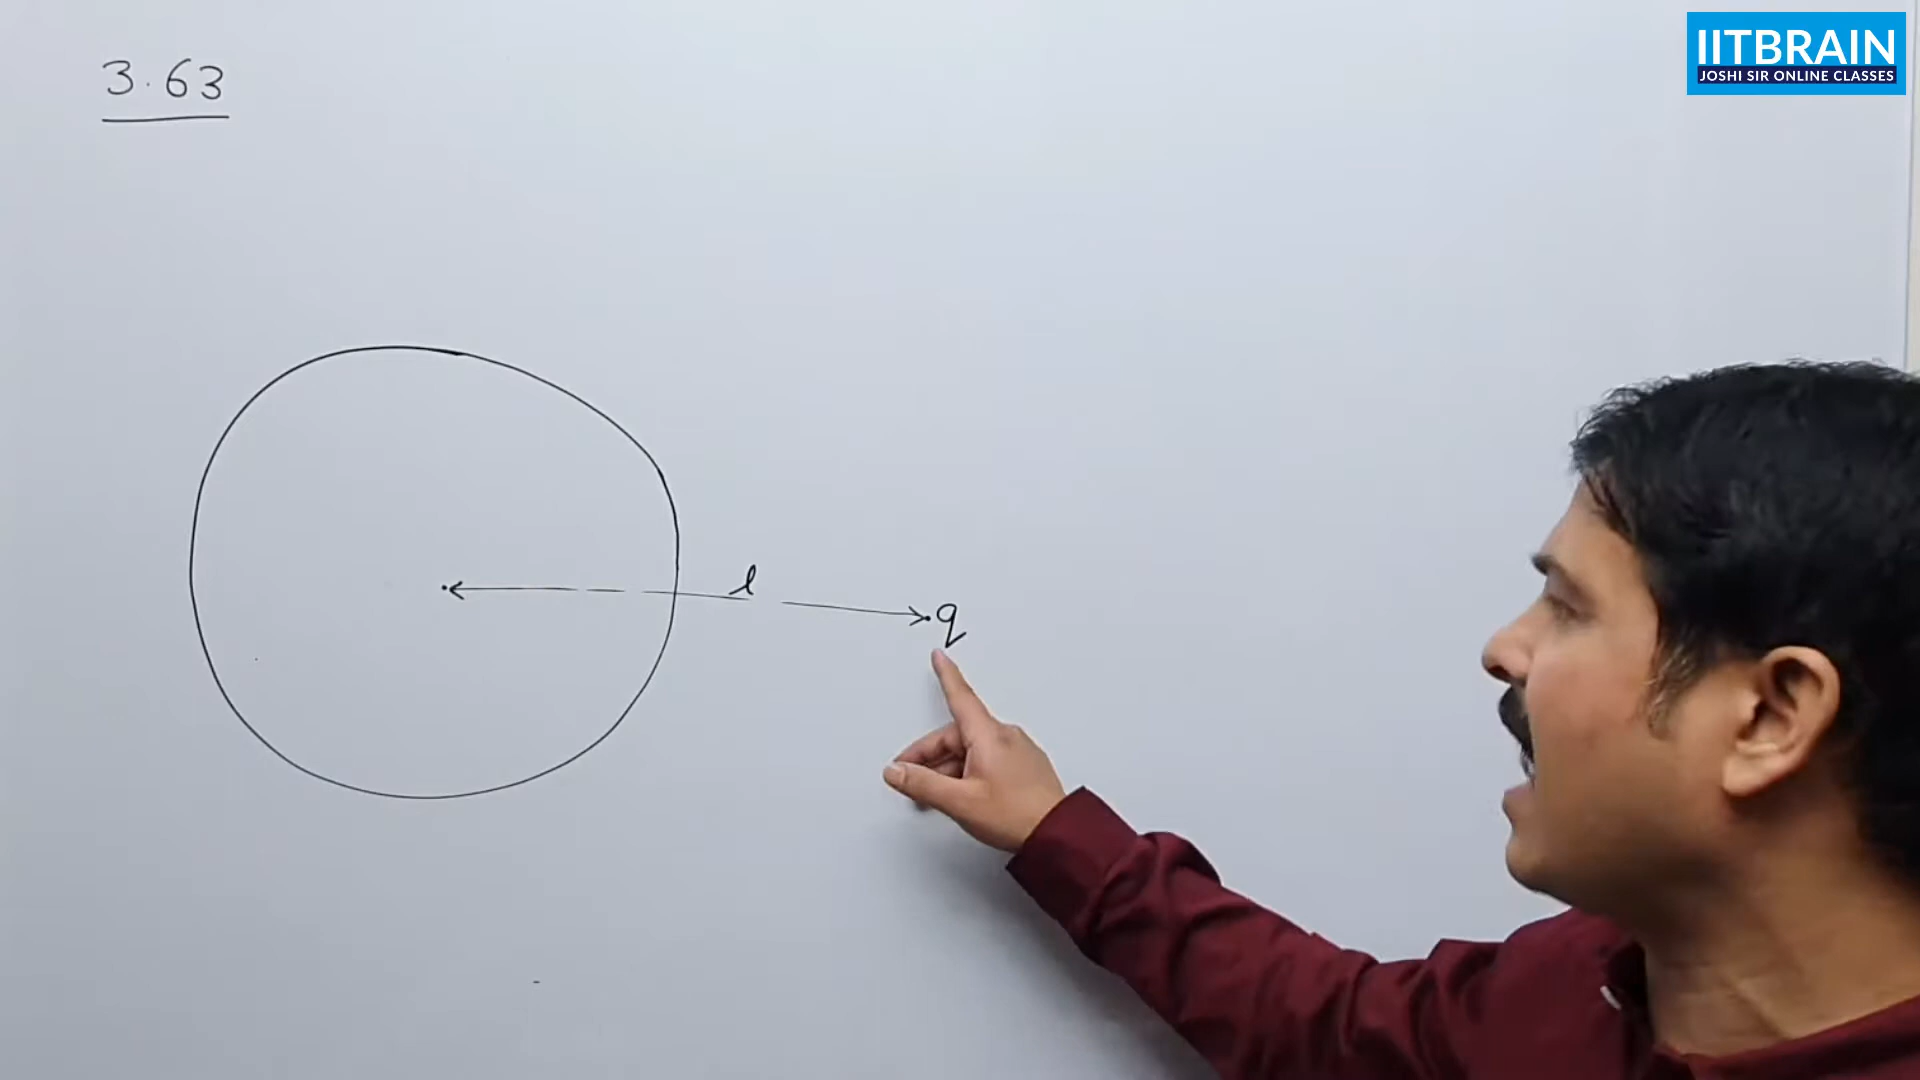 3.63
IITBRAIN
JOSHI SIR ONLINE CLASSES
l
q